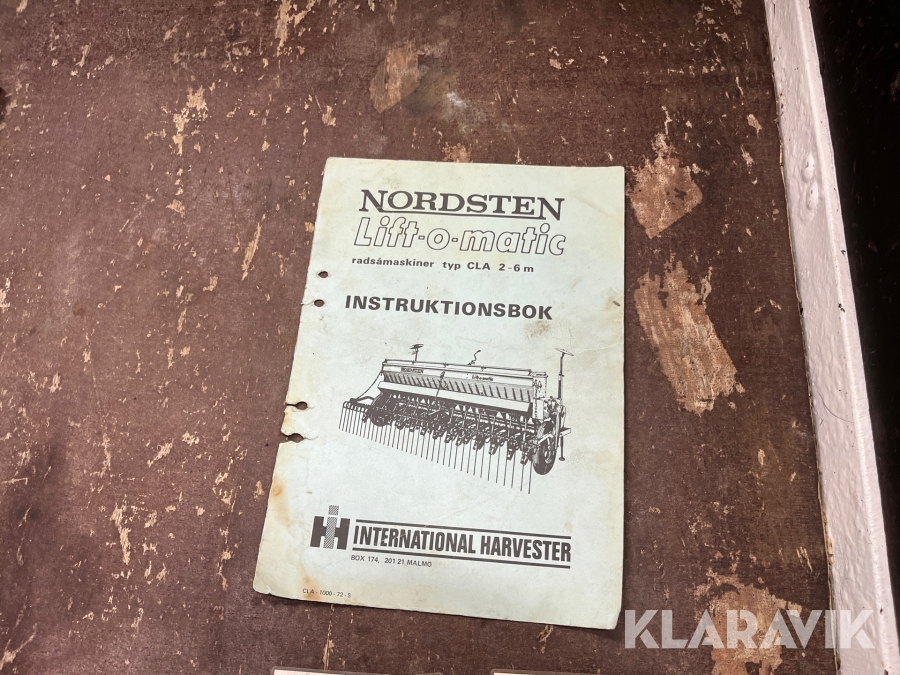 NORDSTEN
Lift-o-matic
radsåmaskiner typ CLA 2-6 m
INSTRUKTIONSBOK
NORDSTEN
INTERNATIONAL HARVESTER
BOX 174, 201 21 MALMÖ
CLA - 1000 - 72 - S
KLARAVIK